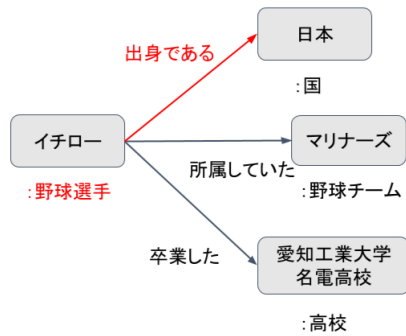 日本
出身である
:国
イチロー
マリナーズ
所属していた
:野球選手
:野球チーム
卒業した
愛知工業大学
名電高校
:高校